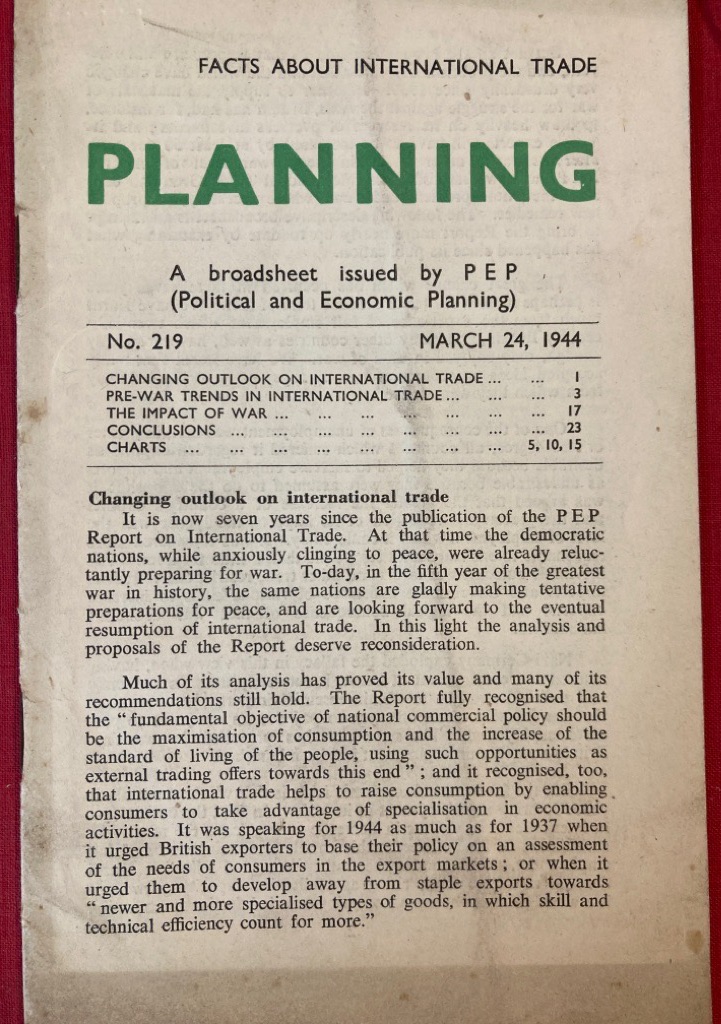 FACTS ABOUT INTERNATIONAL TRADE
PLANNING
A broadsheet issued by P E P
(Political and Economic Planning)
No. 219 MARCH 24, 1944
CHANGING OUTLOOK ON INTERNATIONAL TRADE ... ... 1
PRE-WAR TRENDS IN INTERNATIONAL TRADE ... ... ... 3
THE IMPACT OF WAR ... ... ... ... ... ... ... 17
CONCLUSIONS ... ... ... ... ... ... ... ... 23
CHARTS ... ... ... ... ... ... ... ... 5, 10, 15
Changing outlook on international trade
It is now seven years since the publication of the P E P
Report on International Trade. At that time the democratic
nations, while anxiously clinging to peace, were already reluc-
tantly preparing for war. To-day, in the fifth year of the greatest
war in history, the same nations are gladly making tentative
preparations for peace, and are looking forward to the eventual
resumption of international trade. In this light the analysis and
proposals of the Report deserve reconsideration.
Much of its analysis has proved its value and many of its
recommendations still hold. The Report fully recognised that
the “ fundamental objective of national commercial policy should
be the maximisation of consumption and the increase of the
standard of living of the people, using such opportunities as
external trading offers towards this end ” ; and it recognised, too,
that international trade helps to raise consumption by enabling
consumers to take advantage of specialisation in economic
activities. It was speaking for 1944 as much as for 1937 when
it urged British exporters to base their policy on an assessment
of the needs of consumers in the export markets ; or when it
urged them to develop away from staple exports towards
“ newer and more specialised types of goods, in which skill and
technical efficiency count for more.”